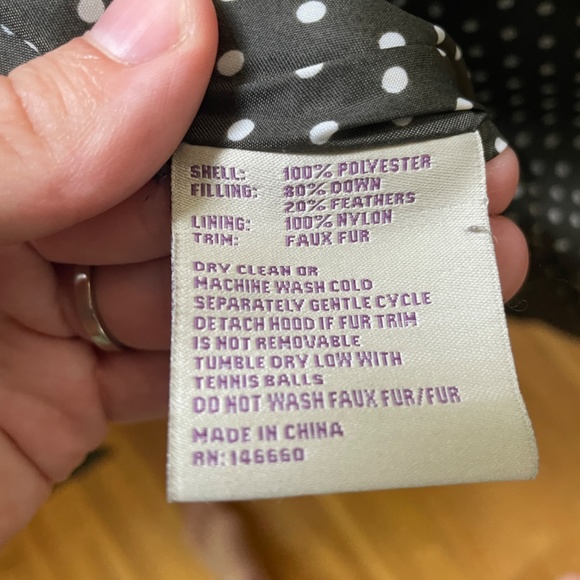 SHELL: 100% POLYESTER
FILLING: 80% DOWN
20% FEATHERS
LINING: 100% NYLON
TRIM: FAUX FUR
DRY CLEAN OR
MACHINE WASH COLD
SEPARATELY GENTLE CYCLE
DETACH HOOD IF FUR TRIM
IS NOT REMOVABLE
TUMBLE DRY LOW WITH
TENNIS BALLS
DO NOT WASH FAUX FUR/FUR
MADE IN CHINA
RN: 146660